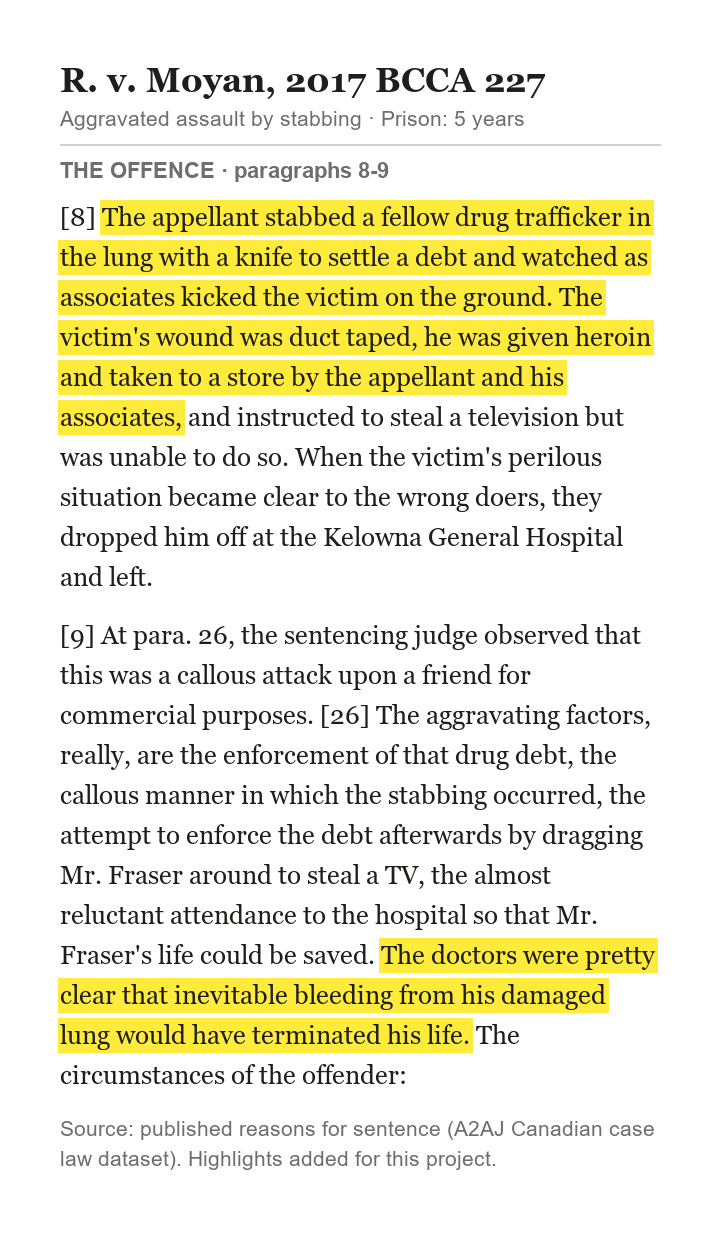 R. v. Moyan, 2017 BCCA 227
Aggravated assault by stabbing · Prison: 5 years
THE OFFENCE · paragraphs 8-9
[8] The appellant stabbed a fellow drug trafficker in
the lung with a knife to settle a debt and watched as
associates kicked the victim on the ground. The
victim's wound was duct taped, he was given heroin
and taken to a store by the appellant and his
associates, and instructed to steal a television but
was unable to do so. When the victim's perilous
situation became clear to the wrong doers, they
dropped him off at the Kelowna General Hospital
and left.
[9] At para. 26, the sentencing judge observed that
this was a callous attack upon a friend for
commercial purposes. [26] The aggravating factors,
really, are the enforcement of that drug debt, the
callous manner in which the stabbing occurred, the
attempt to enforce the debt afterwards by dragging
Mr. Fraser around to steal a TV, the almost
reluctant attendance to the hospital so that Mr.
Fraser's life could be saved. The doctors were pretty
clear that inevitable bleeding from his damaged
lung would have terminated his life. The
circumstances of the offender:
Source: published reasons for sentence (A2AJ Canadian case
law dataset). Highlights added for this project.